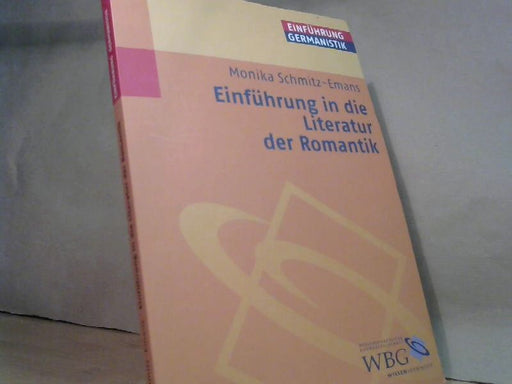 EINFÜHRUNG
GERMANISTIK
Monika Schmitz-Emans
Einführung in die
Literatur
der Romantik
WBG